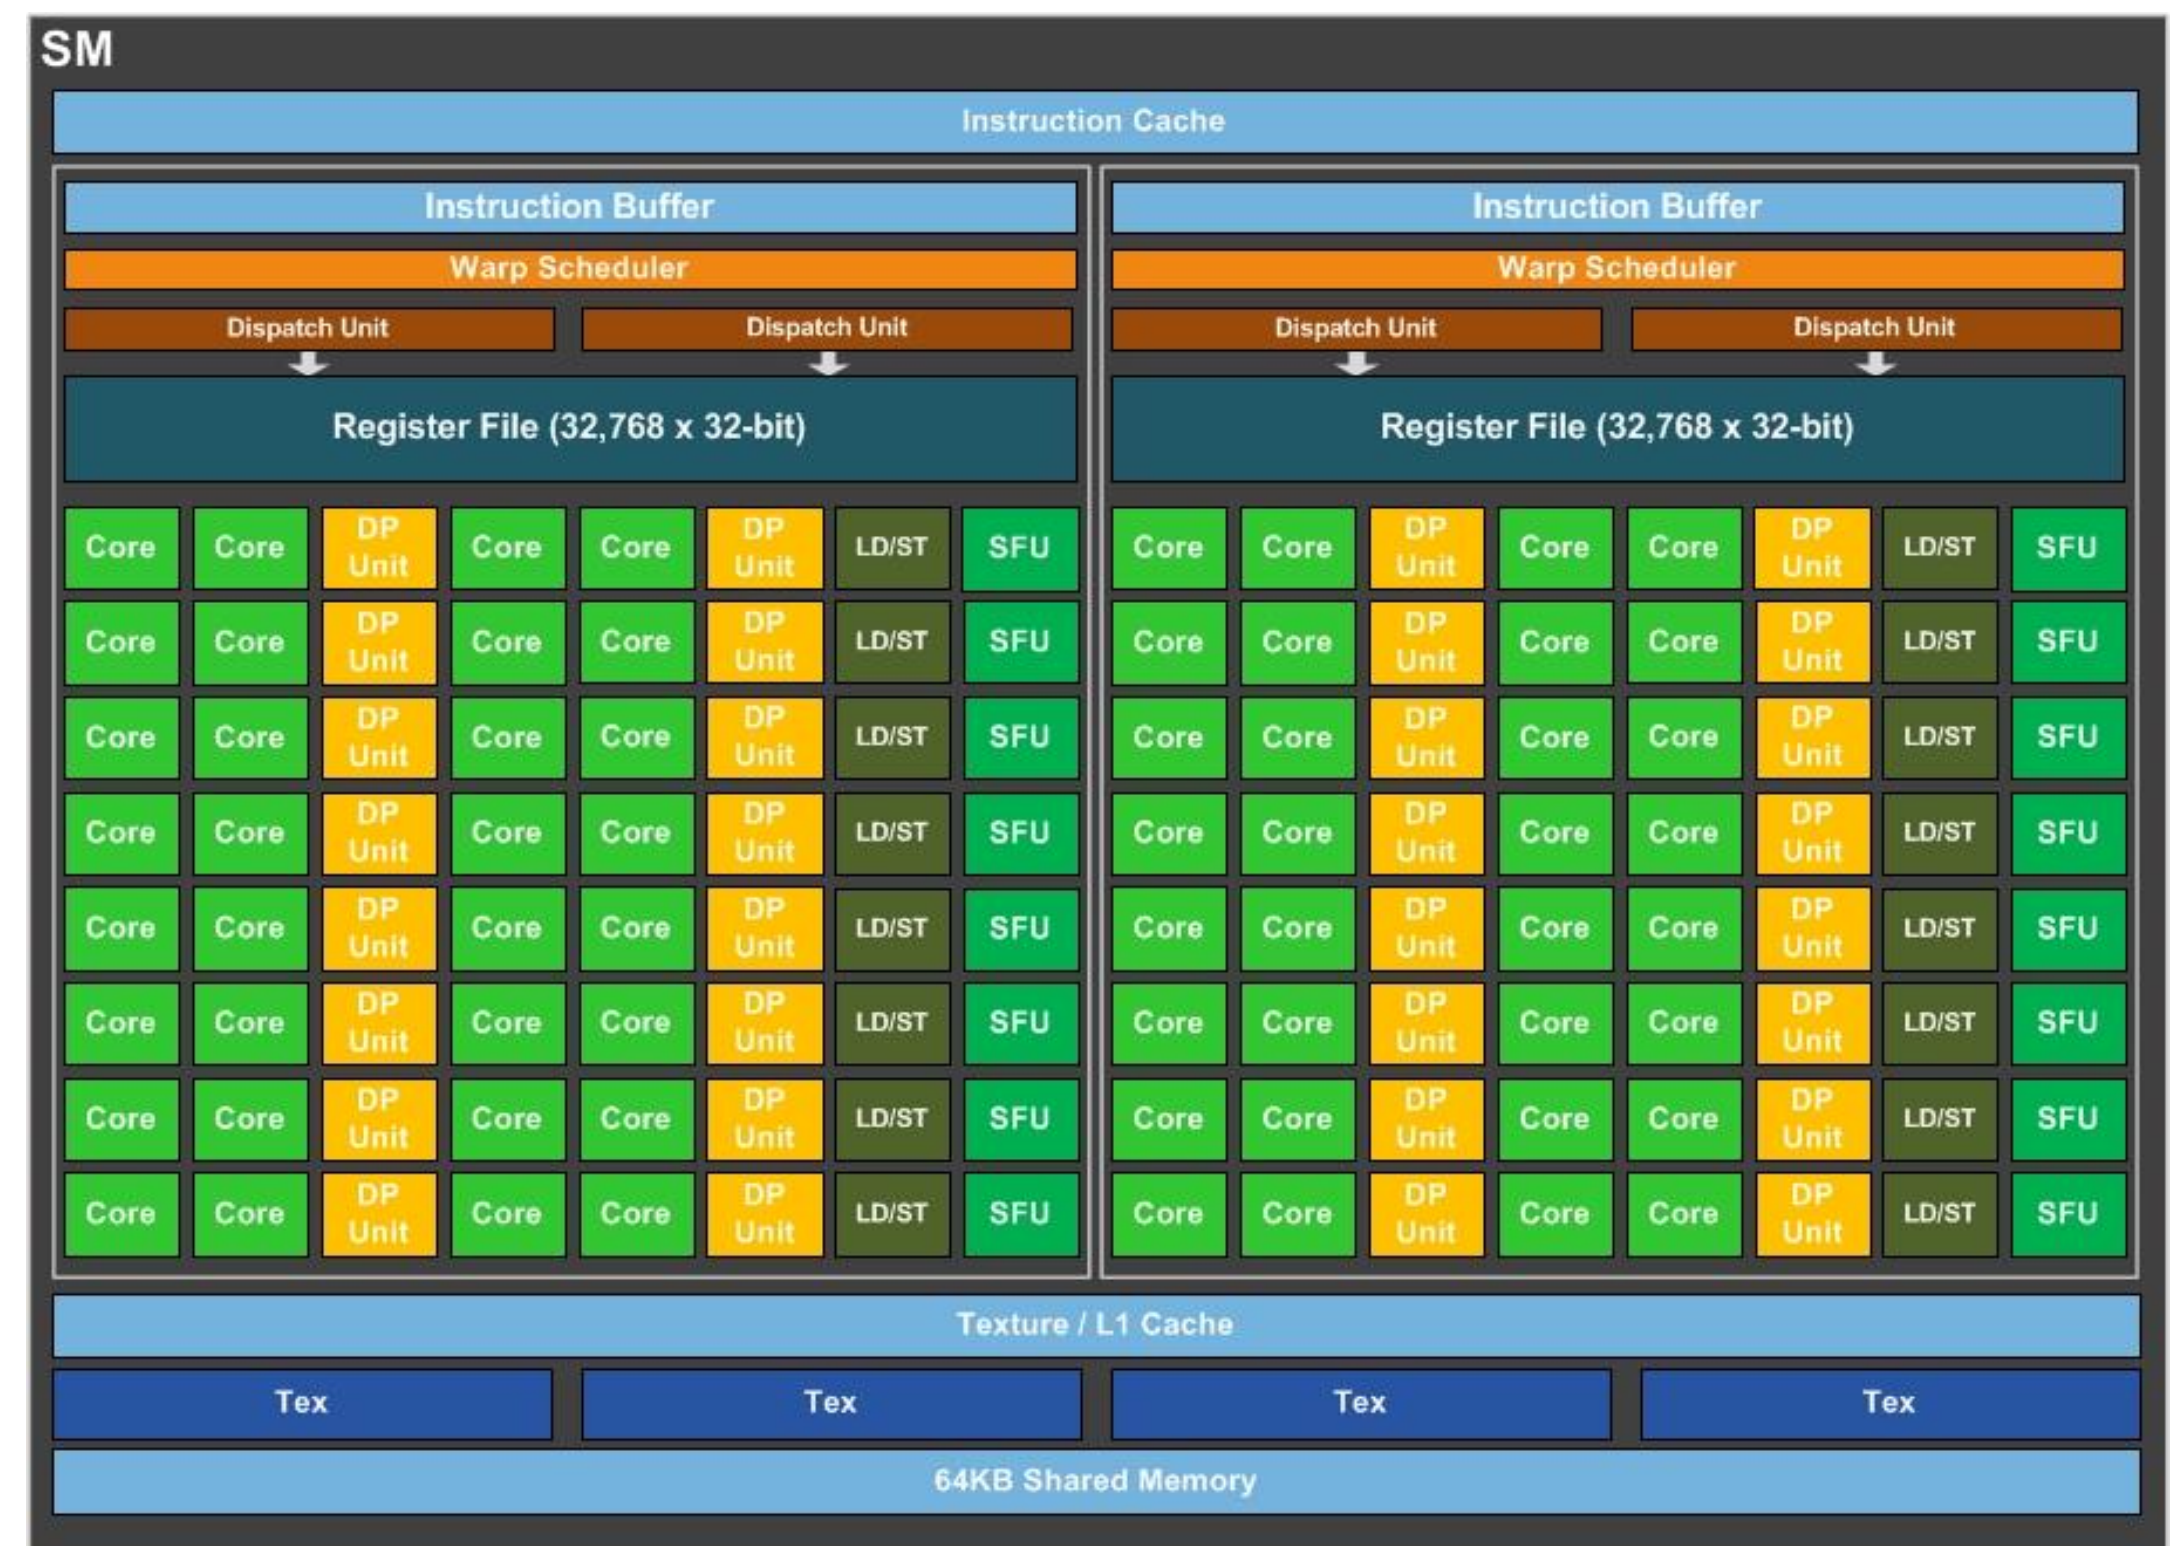 SM
Instruction Cache
Instruction Buffer Instruction Buffer
Warp Scheduler Warp Scheduler
Dispatch Unit Dispatch Unit Dispatch Unit Dispatch Unit
Register File (32,768 x 32-bit) Register File (32,768 x 32-bit)
Core Core DP Unit Core Core DP Unit LD/ST SFU Core Core DP Unit Core Core DP Unit LD/ST SFU
Core Core DP Unit Core Core DP Unit LD/ST SFU Core Core DP Unit Core Core DP Unit LD/ST SFU
Core Core DP Unit Core Core DP Unit LD/ST SFU Core Core DP Unit Core Core DP Unit LD/ST SFU
Core Core DP Unit Core Core DP Unit LD/ST SFU Core Core DP Unit Core Core DP Unit LD/ST SFU
Core Core DP Unit Core Core DP Unit LD/ST SFU Core Core DP Unit Core Core DP Unit LD/ST SFU
Core Core DP Unit Core Core DP Unit LD/ST SFU Core Core DP Unit Core Core DP Unit LD/ST SFU
Core Core DP Unit Core Core DP Unit LD/ST SFU Core Core DP Unit Core Core DP Unit LD/ST SFU
Core Core DP Unit Core Core DP Unit LD/ST SFU Core Core DP Unit Core Core DP Unit LD/ST SFU
Texture / L1 Cache
Tex Tex Tex Tex
64KB Shared Memory